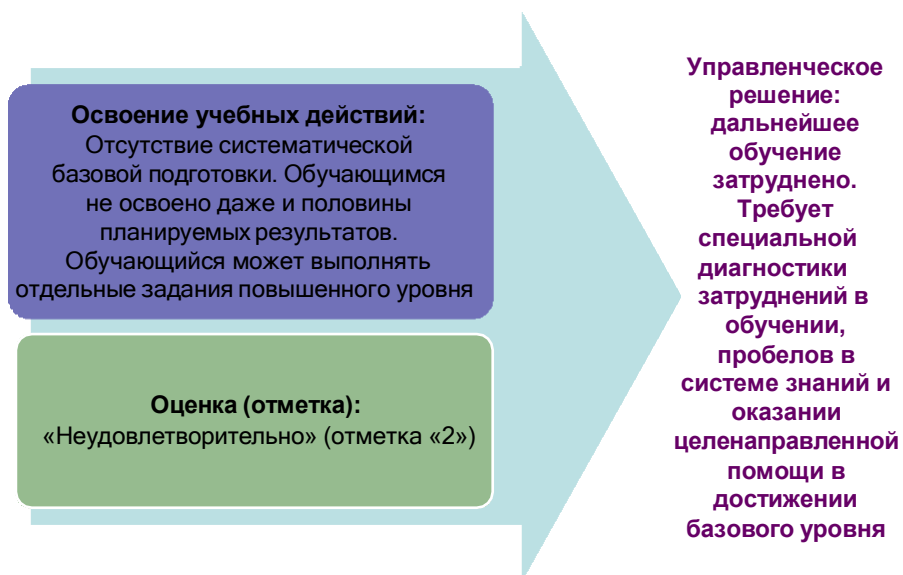 Освоение учебных действий:
Отсутствие систематической
базовой подготовки. Обучающимся
не освоено даже и половины
планируемых результатов.
Обучающийся может выполнять
отдельные задания повышенного уровня
Оценка (отметка):
«Неудовлетворительно» (отметка «2»)
Управленческое
решение:
дальнейшее
обучение
затруднено.
Требует
специальной
диагностики
затруднений в
обучении,
пробелов в
системе знаний и
оказании
целенаправленной
помощи в
достижении
базового уровня